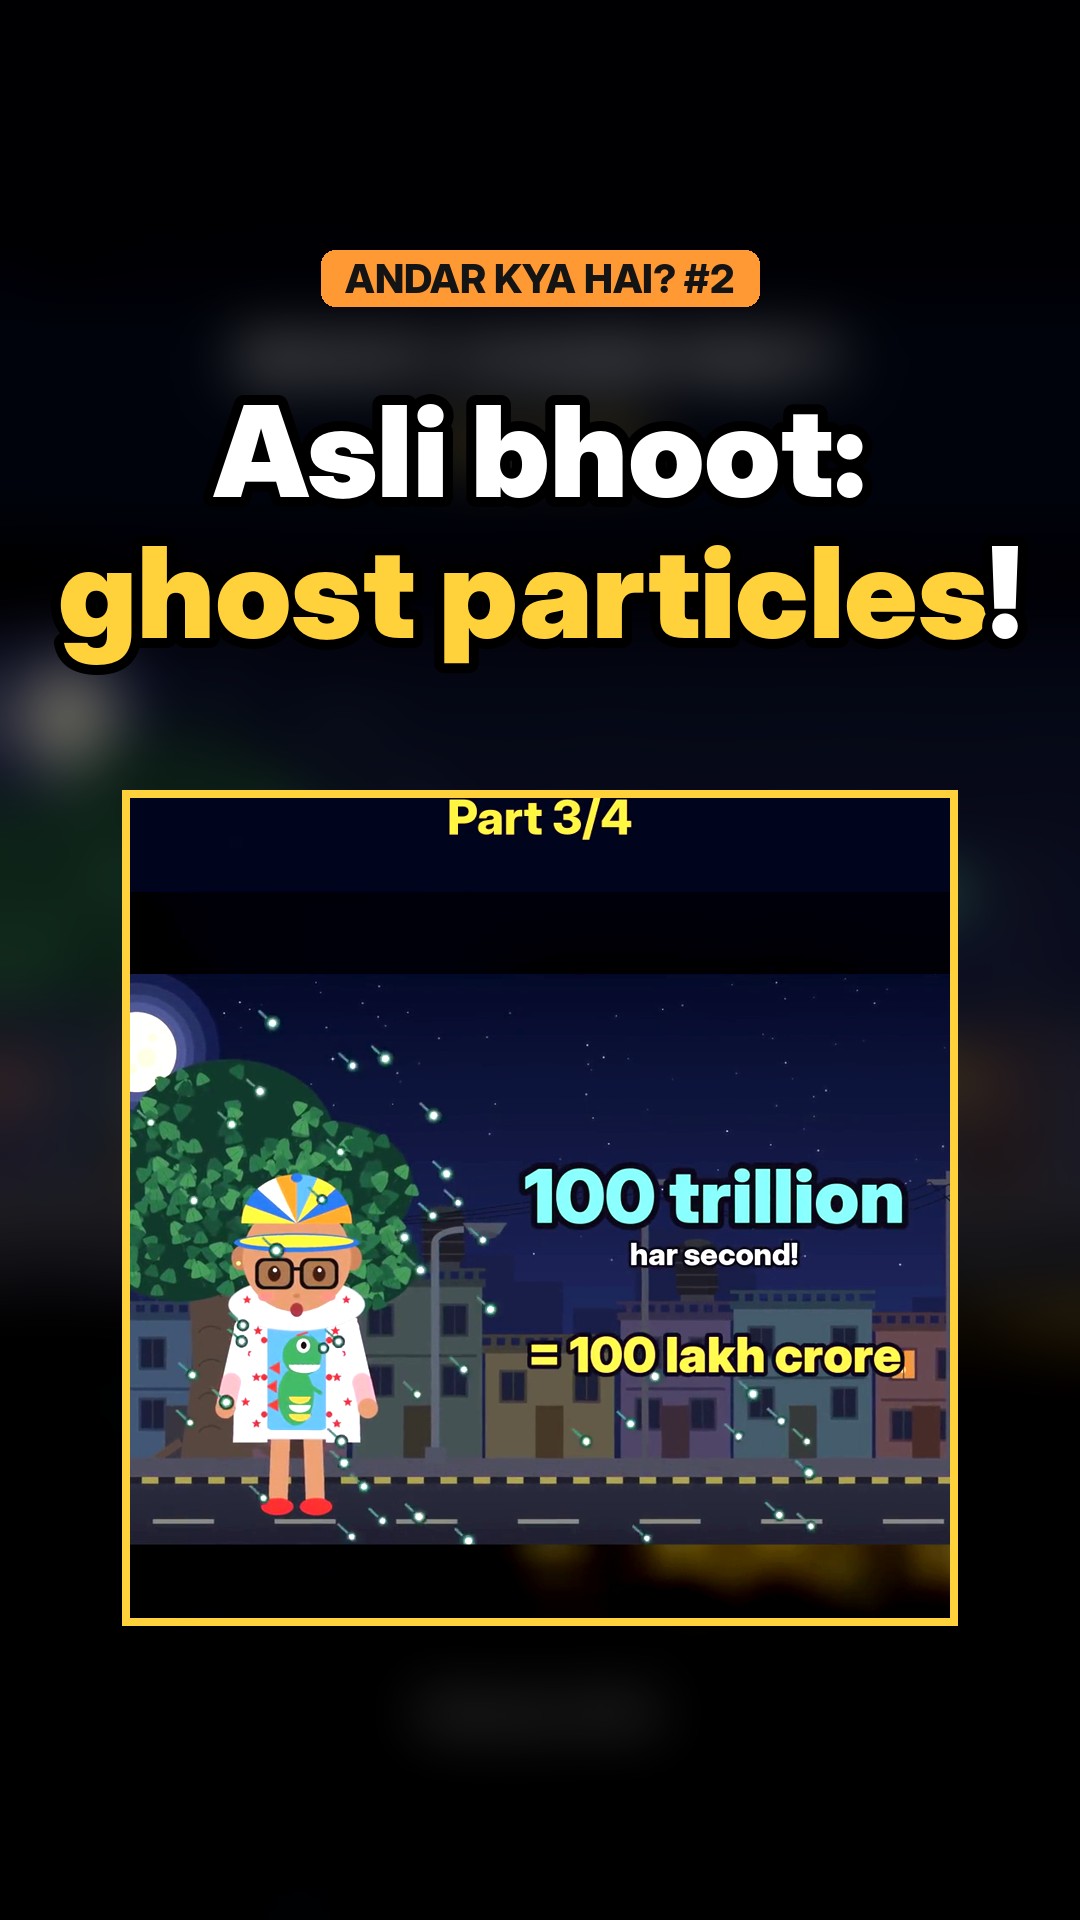 ANDAR KYA HAI? #2
Asli bhoot:
ghost particles!
Part 3/4
100 trillion
har second!
= 100 lakh crore